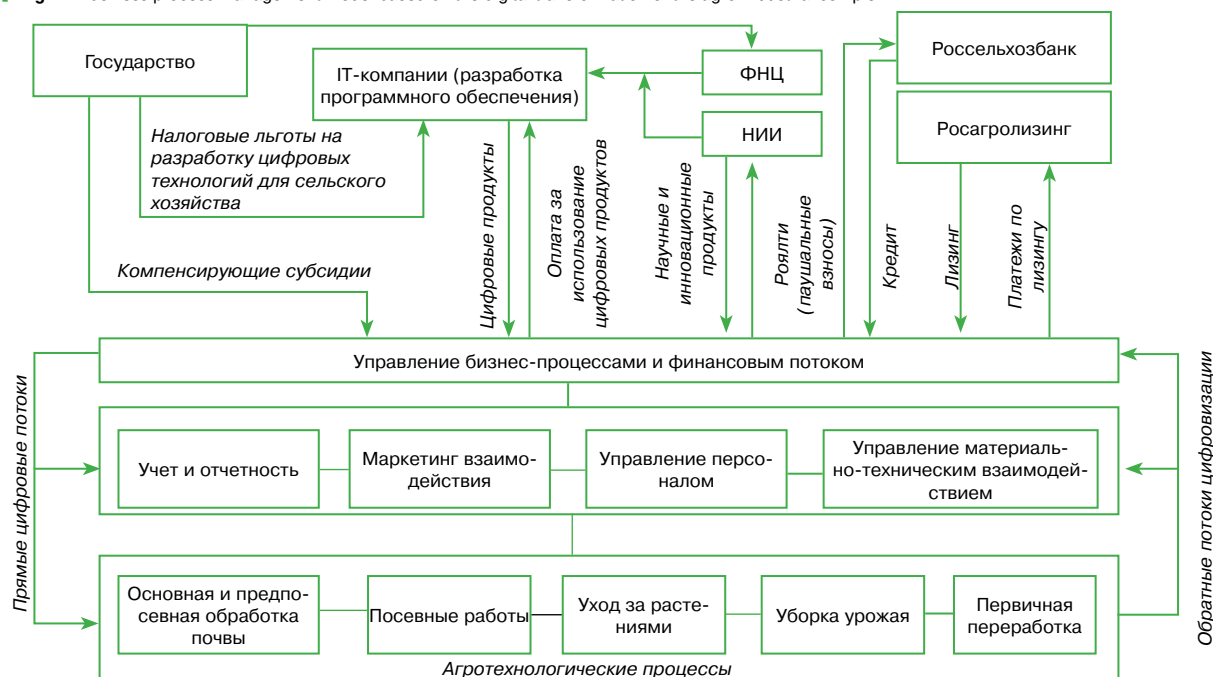 Государство
IT-компании (разработка
программного обеспечения)
ФНЦ
НИИ
Россельхозбанк
Росагролизинг
Налоговые льготы на
разработку цифровых
технологий для сельского
хозяйства
Компенсирующие субсидии
Цифровые продукты
Оплата за
использование
цифровых продуктов
Научные и
инновационные
продукты
Роялти
(паушальные
взносы)
Кредит
Лизинг
Платежи по
лизингу
Управление бизнес-процессами и финансовым потоком
Прямые цифровые потоки
Обратные потоки цифровизации
Учет и отчетность
Маркетинг взаимо-
действия
Управление персо-
налом
Управление материаль-
но-техническим взаимодей-
ствием
Основная и предпо-
севная обработка
почвы
Посевные работы
Уход за расте-
ниями
Уборка урожая
Первичная
переработка
Агротехнологические процессы